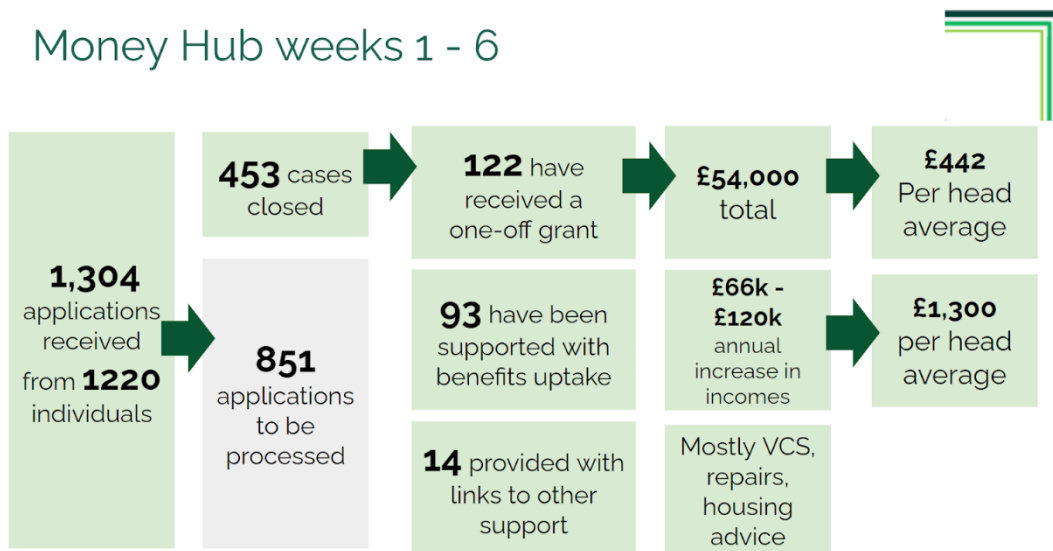 Money Hub weeks 1 - 6
1,304
applications
received
from 1220
individuals
453 cases
closed
851
applications
to be
processed
122 have
received a
one-off grant
£54,000
total
£442
Per head
average
93 have been
supported with
benefits uptake
£66k -
£120k
annual
increase in
incomes
£1,300
per head
average
14 provided with
links to other
support
Mostly VCS,
repairs,
housing
advice